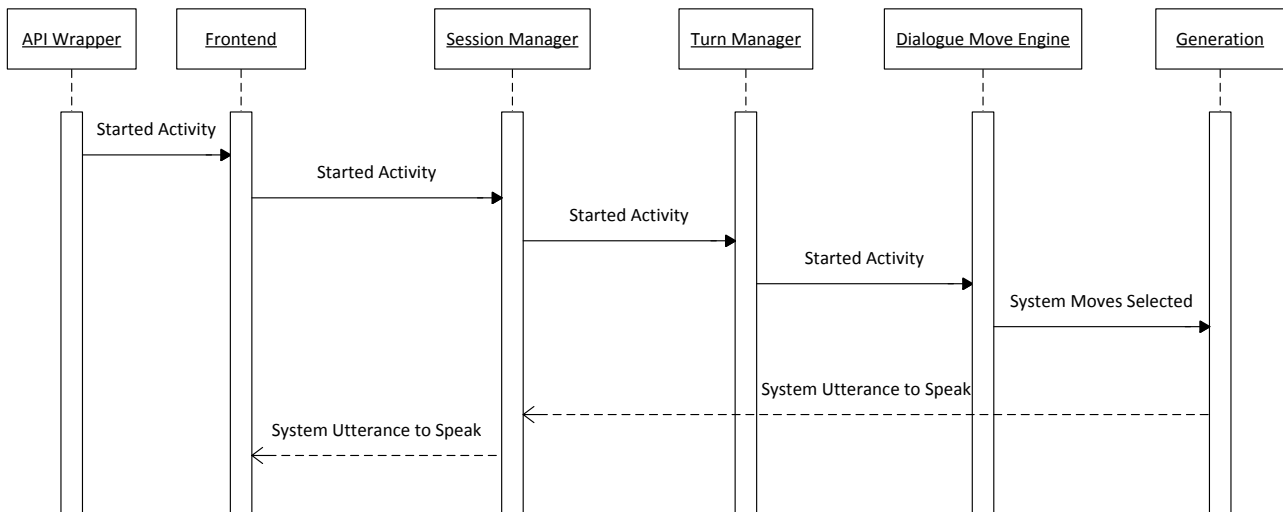 API Wrapper
Frontend
Session Manager
Turn Manager
Dialogue Move Engine
Generation
Started Activity
Started Activity
Started Activity
Started Activity
System Moves Selected
System Utterance to Speak
System Utterance to Speak